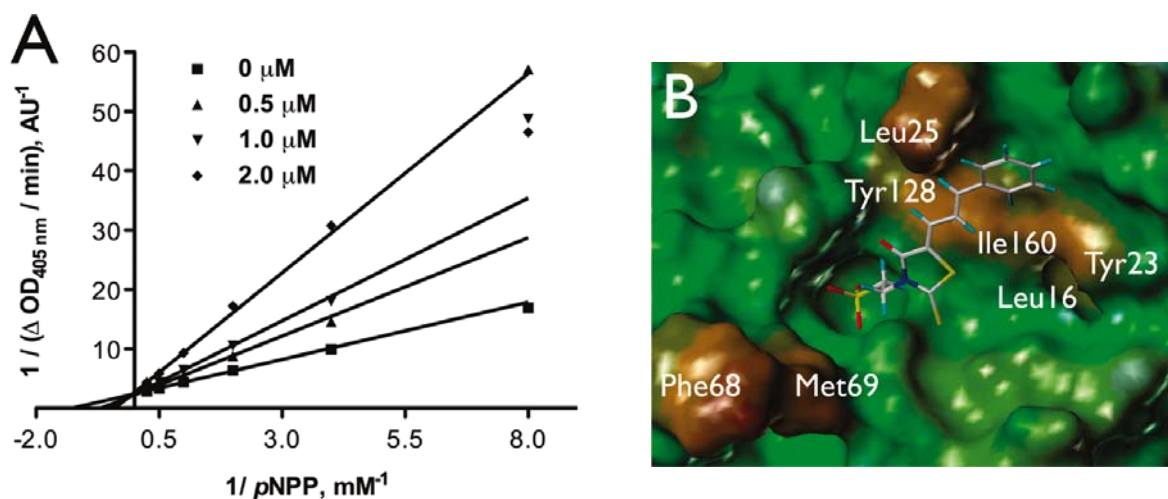 A
60
50
40
30
20
10
0 μM
0.5 μM
1.0 μM
2.0 μM
1 / (Δ OD405 nm / min), AU-1
-2.0
0.5
3.0
5.5
8.0
1/ pNPP, mM-1
B
Leu25
Tyr128
Ile160
Tyr23
Leu16
Phe68
Met69